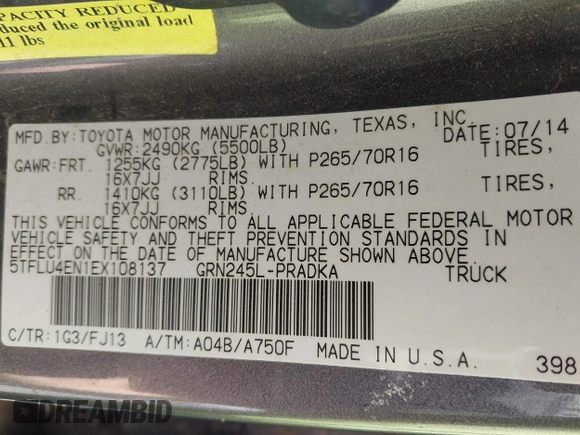 PACITY REDUCED
duced the original load
11 lbs
MFD.BY:TOYOTA MOTOR MANUFACTURING, TEXAS, INC.
GVWR:2490KG (5500LB) DATE:07/14
GAWR:FRT. 1255KG (2775LB) WITH P265/70R16 TIRES,
16X7JJ RIMS
RR. 1410KG (3110LB) WITH P265/70R16 TIRES,
16X7JJ RIMS.
THIS VEHICLE CONFORMS TO ALL APPLICABLE FEDERAL MOTOR
VEHICLE SAFETY AND THEFT PREVENTION STANDARDS IN
EFFECT ON THE DATE OF MANUFACTURE SHOWN ABOVE.
5TFLU4EN1EX108137 GRN245L-PRADKA TRUCK
C/TR:1G3/FJ13 A/TM:A04B/A750F MADE IN U.S.A. 398
DREAMBID